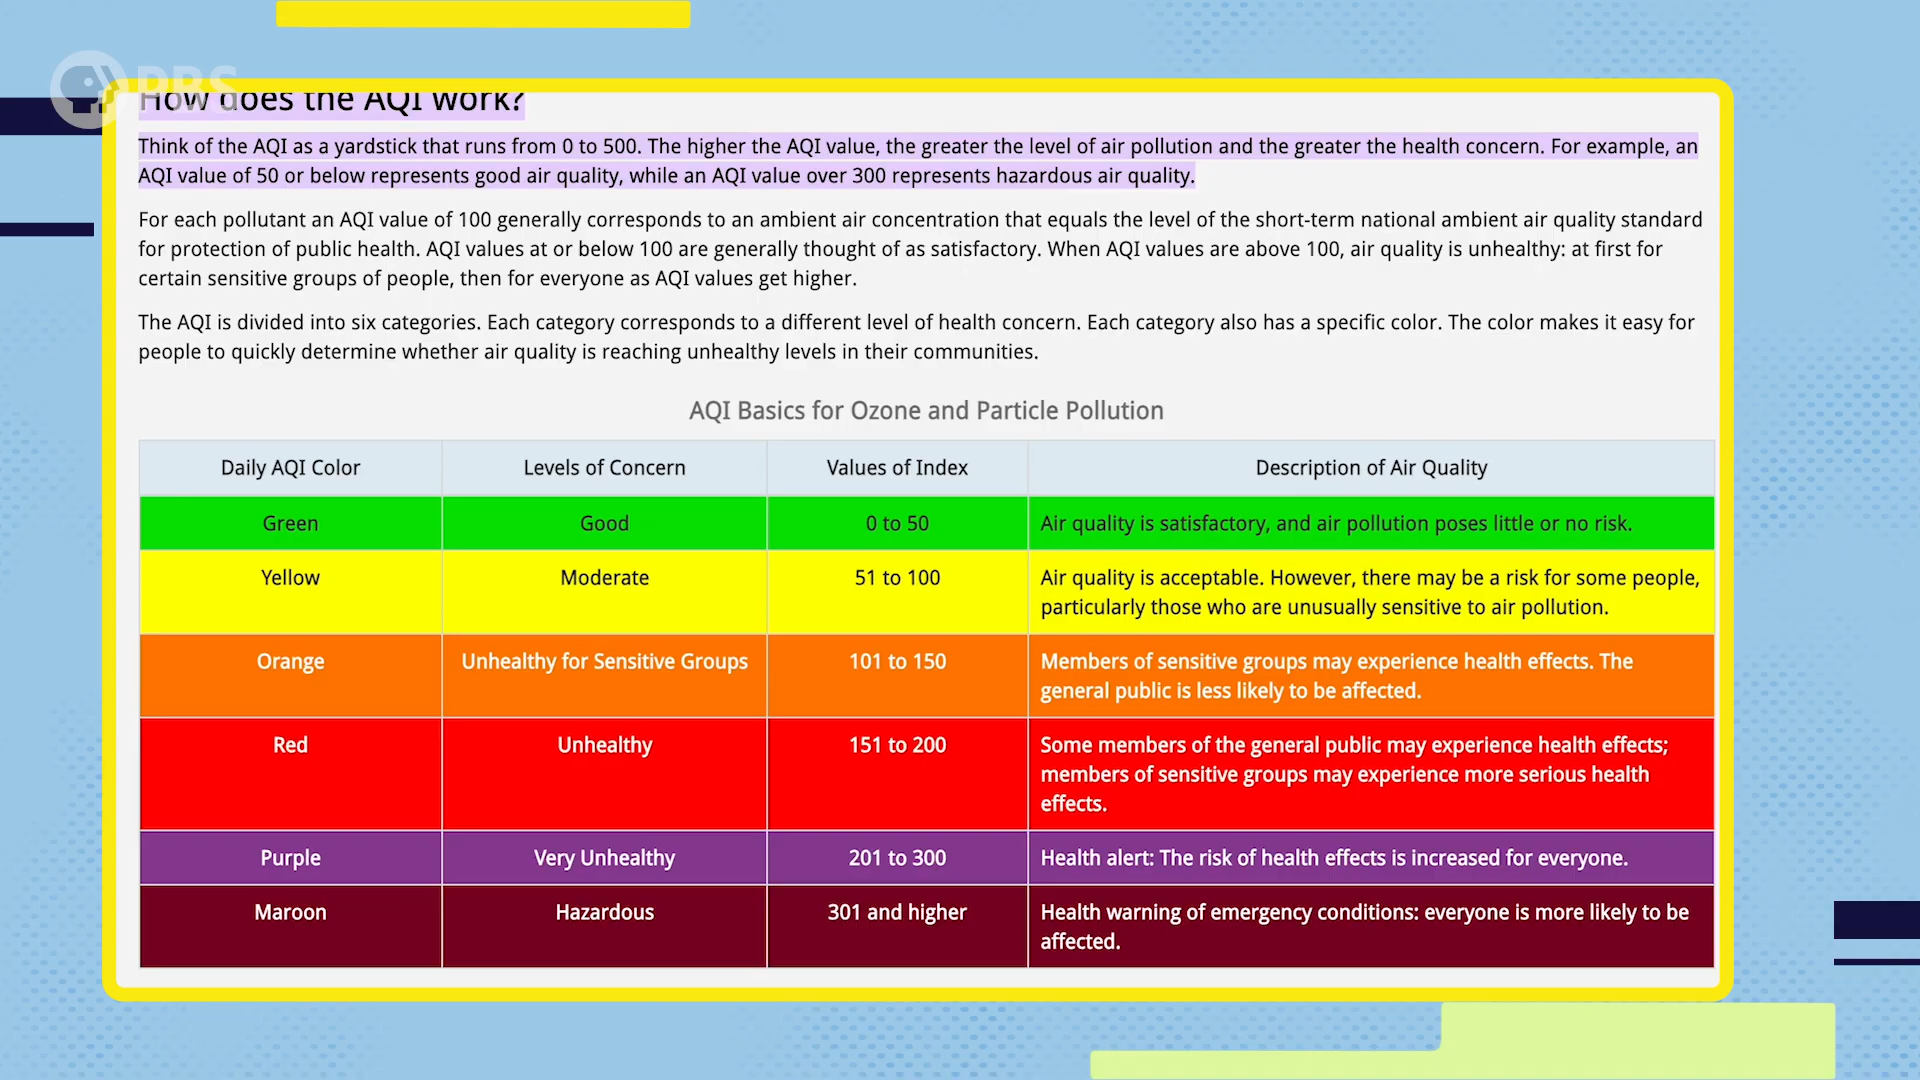 PBS
How does the AQI work?
Think of the AQI as a yardstick that runs from 0 to 500. The higher the AQI value, the greater the level of air pollution and the greater the health concern. For example, an
AQI value of 50 or below represents good air quality, while an AQI value over 300 represents hazardous air quality.
For each pollutant an AQI value of 100 generally corresponds to an ambient air concentration that equals the level of the short-term national ambient air quality standard
for protection of public health. AQI values at or below 100 are generally thought of as satisfactory. When AQI values are above 100, air quality is unhealthy: at first for
certain sensitive groups of people, then for everyone as AQI values get higher.
The AQI is divided into six categories. Each category corresponds to a different level of health concern. Each category also has a specific color. The color makes it easy for
people to quickly determine whether air quality is reaching unhealthy levels in their communities.
AQI Basics for Ozone and Particle Pollution
Daily AQI Color Levels of Concern Values of Index Description of Air Quality
Green Good 0 to 50 Air quality is satisfactory, and air pollution poses little or no risk.
Yellow Moderate 51 to 100 Air quality is acceptable. However, there may be a risk for some people,
particularly those who are unusually sensitive to air pollution.
Orange Unhealthy for Sensitive Groups 101 to 150 Members of sensitive groups may experience health effects. The
general public is less likely to be affected.
Red Unhealthy 151 to 200 Some members of the general public may experience health effects;
members of sensitive groups may experience more serious health
effects.
Purple Very Unhealthy 201 to 300 Health alert: The risk of health effects is increased for everyone.
Maroon Hazardous 301 and higher Health warning of emergency conditions: everyone is more likely to be
affected.